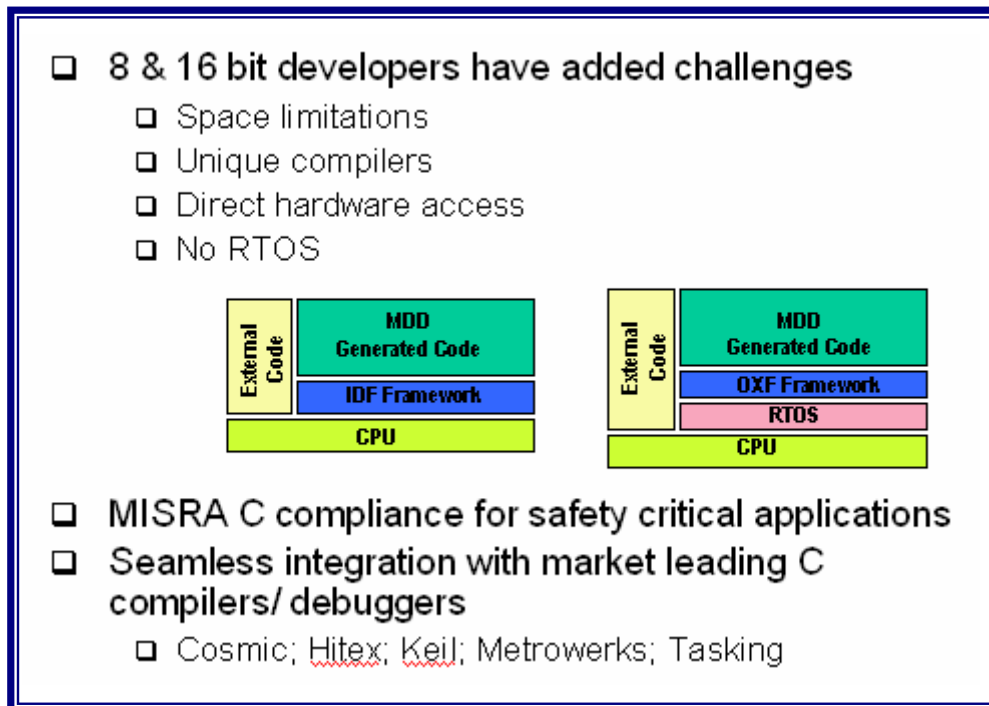 8 & 16 bit developers have added challenges
Space limitations
Unique compilers
Direct hardware access
No RTOS
External
Code
MDD
Generated Code
IDF Framework
CPU
External
Code
MDD
Generated Code
OXF Framework
RTOS
CPU
MISRA C compliance for safety critical applications
Seamless integration with market leading C
compilers/ debuggers
Cosmic; Hitex; Keil; Metrowerks; Tasking